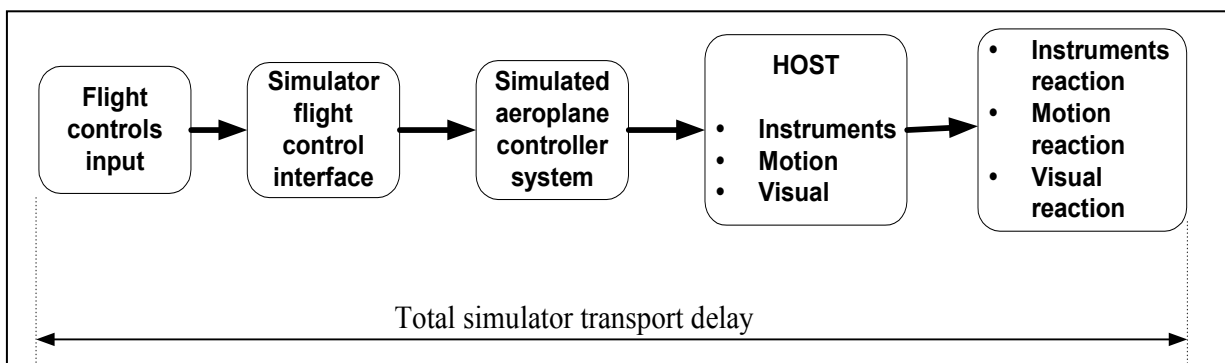 Flight
controls
input
Simulator
flight
control
interface
Simulated
aeroplane
controller
system
HOST
• Instruments
• Motion
• Visual
• Instruments
reaction
• Motion
reaction
• Visual
reaction
Total simulator transport delay